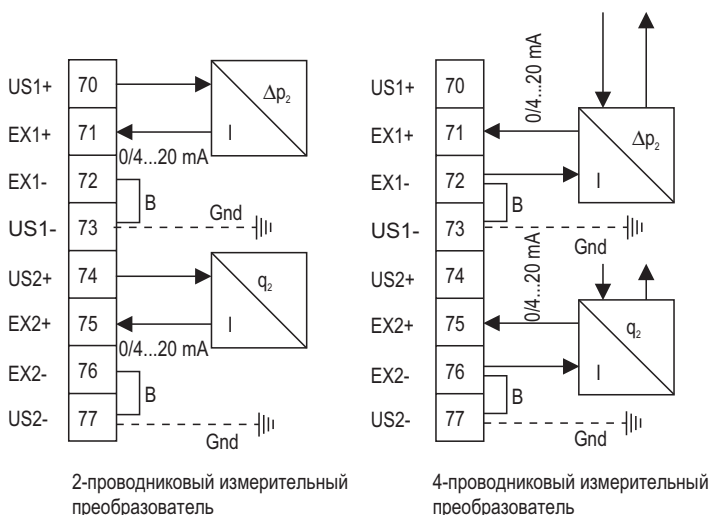 US1+ 70
Δp₂
EX1+ 71 I
0/4...20 mA
EX1- 72
B
Gnd
US1- 73
US2+ 74
q₂
EX2+ 75 I
0/4...20 mA
EX2- 76
B
US2- 77
Gnd
2-проводниковый измерительный
преобразователь
0/4...20 mA
US1+ 70
EX1+ 71
Δp₂
EX1- 72 I
B
US1- 73
Gnd
0/4...20 mA
US2+ 74
EX2+ 75
q₂
EX2- 76 I
B
US2- 77
Gnd
4-проводниковый измерительный
преобразователь